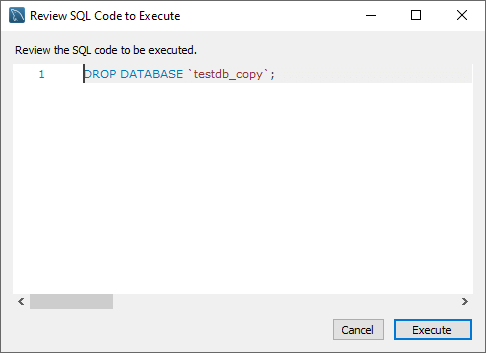 Review SQL Code to Execute
Review the SQL code to be executed.
1 DROP DATABASE `testdb_copy`;
Cancel Execute